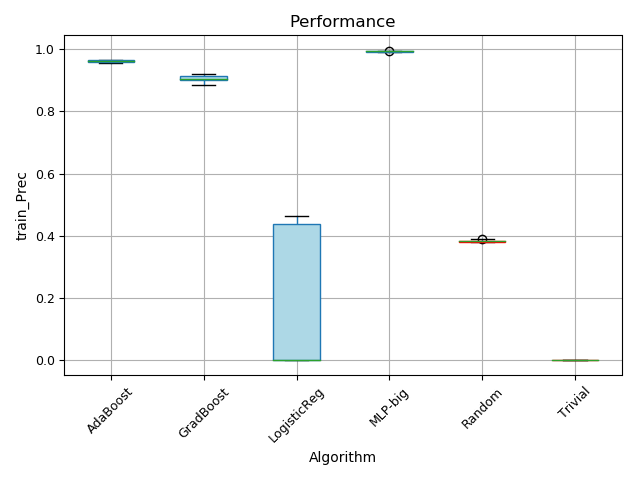 Performance
train_Prec
1.0
0.8
0.6
0.4
0.2
0.0
AdaBoost
GradBoost
LogisticReg
MLP-big
Random
Trivial
Algorithm